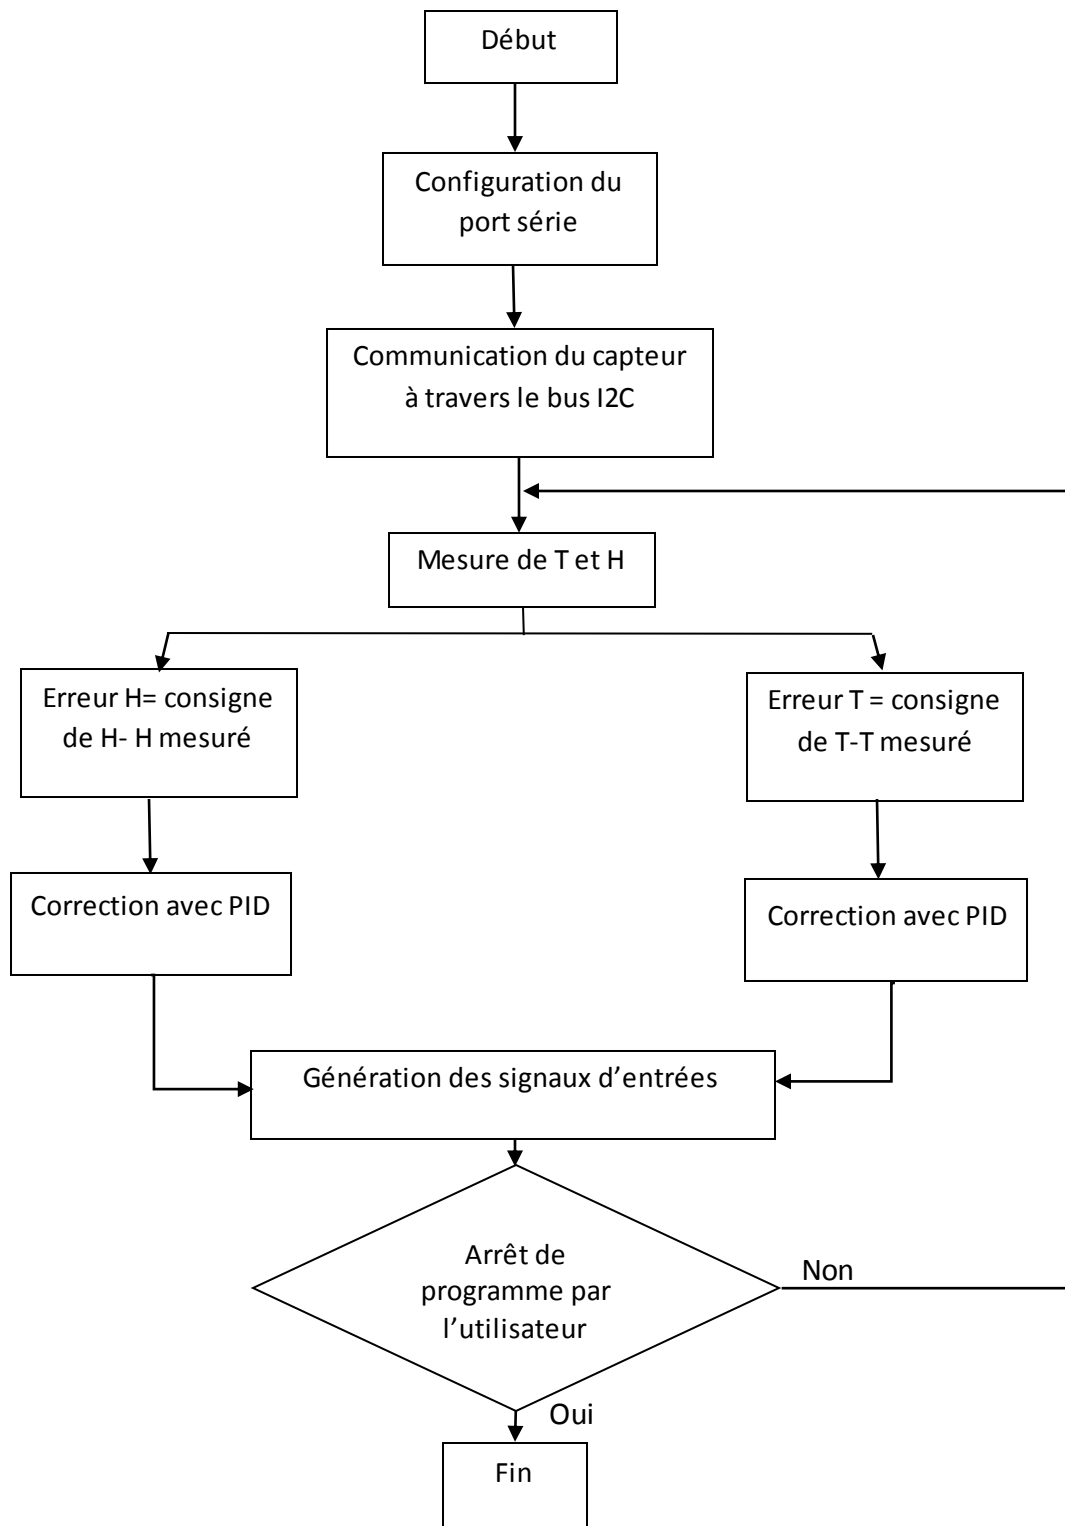 Début
Configuration du
port série
Communication du capteur
à travers le bus I2C
Mesure de T et H
Erreur H= consigne
de H- H mesuré
Erreur T = consigne
de T-T mesuré
Correction avec PID
Correction avec PID
Génération des signaux d’entrées
Arrêt de
programme par
l’utilisateur
Non
Oui
Fin